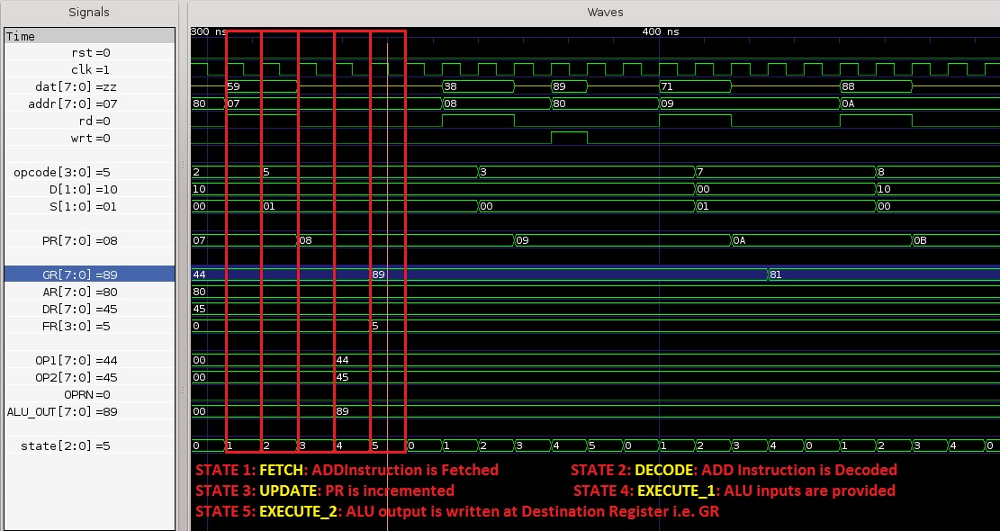 Signals Waves
Time 300 ns 400 ns
rst=0
clk=1
dat[7:0]=zz 59 38 89 71 88
addr[7:0]=07 80 07 08 80 09 0A
rd=0
wrt=0
opcode[3:0]=5 2 5 3 7 8
D[1:0]=10 10 00 10
S[1:0]=01 00 01 00 01 00
PR[7:0]=08 07 08 09 0A 0B
GR[7:0]=89 44 89 81
AR[7:0]=80 80
DR[7:0]=45 45
FR[3:0]=5 0 5
OP1[7:0]=44 00 44
OP2[7:0]=45 00 45
OPRN=0
ALU_OUT[7:0]=89 00 89
state[2:0]=5 0 1 2 3 4 5 0 1 2 3 4 5 0 1 2 3 4 0 1 2 3 4 0
STATE 1: FETCH: ADDInstruction is Fetched STATE 2: DECODE: ADD Instruction is Decoded
STATE 3: UPDATE: PR is incremented STATE 4: EXECUTE_1: ALU inputs are provided
STATE 5: EXECUTE_2: ALU output is written at Destination Register i.e. GR